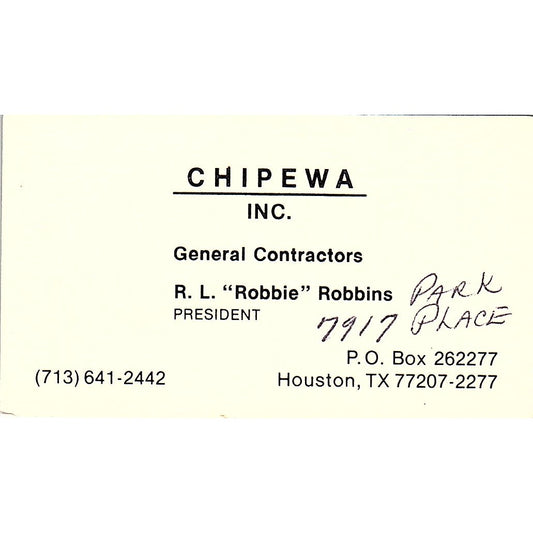 CHIPEWA
INC.
General Contractors
R. L. “Robbie” Robbins
PRESIDENT
PARK
7917 PLACE
P.O. Box 262277
(713) 641-2442
Houston, TX 77207-2277